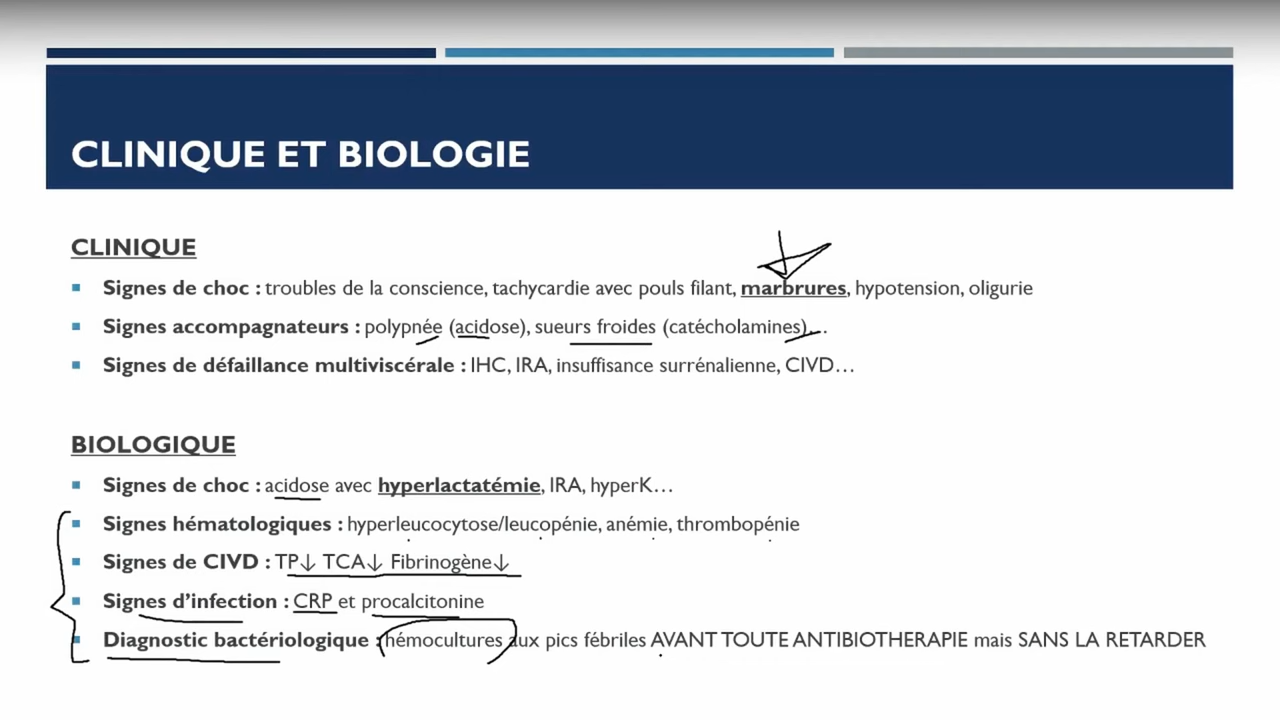 CLINIQUE ET BIOLOGIE
CLINIQUE
Signes de choc : troubles de la conscience, tachycardie avec pouls filant, marbrures, hypotension, oligurie
Signes accompagnateurs : polypnée (acidose), sueurs froides (catécholamines)…
Signes de défaillance multiviscérale : IHC, IRA, insuffisance surrénalienne, CIVD…
BIOLOGIQUE
Signes de choc : acidose avec hyperlactatémie, IRA, hyperK…
Signes hématologiques : hyperleucocytose/leucopénie, anémie, thrombopénie
Signes de CIVD : TP↓ TCA↓ Fibrinogène↓
Signes d’infection : CRP et procalcitonine
Diagnostic bactériologique : hémocultures aux pics fébriles AVANT TOUTE ANTIBIOTHERAPIE mais SANS LA RETARDER